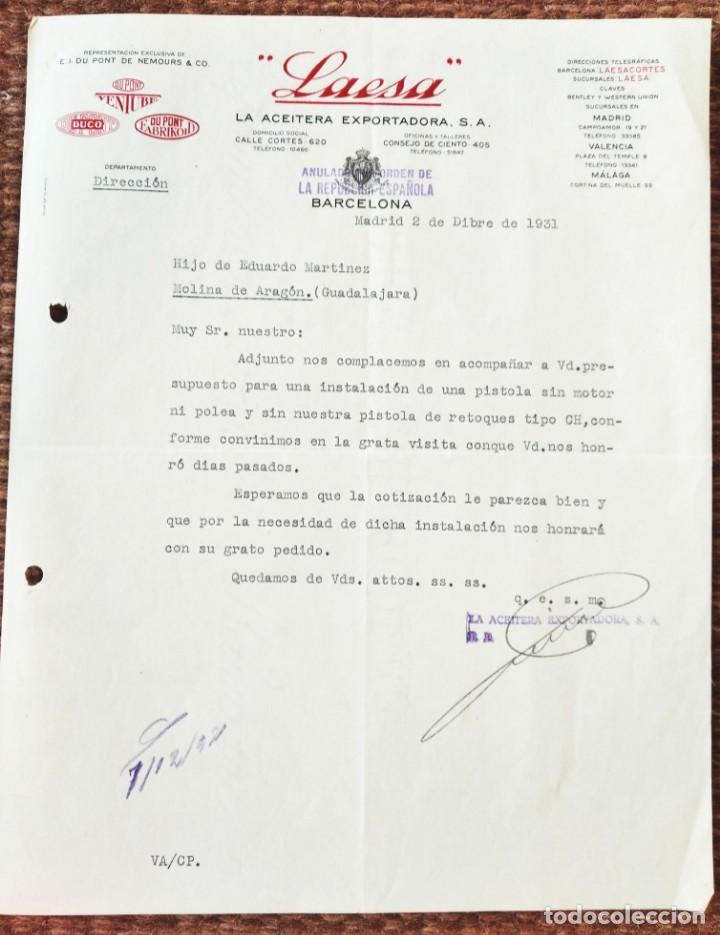 REPRESENTACION EXCLUSIVA DE
E. I. DU PONT DE NEMOURS & CO.
DU PONT
VENTUBE
DUCO
DU PONT
FABRIKOID
DEPARTAMENTO
Dirección
"Laesa"
LA ACEITERA EXPORTADORA, S. A.
DOMICILIO SOCIAL
CALLE CORTES-620
TELÉFONO-10460
OFICINAS Y TALLERES
CONSEJO DE CIENTO-405
TELÉFONO-51847
ANULADO ORDEN DE
LA REPUBLICA ESPAÑOLA
BARCELONA
DIRECCIONES TELEGRÁFICAS
BARCELONA: LAESACORTES
SUCURSALES: LAESA
CLAVES
BENTLEY Y WESTERN UNION
SUCURSALES EN
MADRID
CAMPOAMOR. 19 Y 21
TELÉFONO 33585
VALENCIA
PLAZA DEL TEMPLE 8
TELÉFONO 13341
MÁLAGA
CORTINA DEL MUELLE 93
Madrid 2 de Dibre de 1931
Hijo de Eduardo Martinez
Molina de Aragón.(Guadalajara)
Muy Sr. nuestro:
Adjunto nos complacemos en acompañar a Vd.pre-
supuesto para una instalación de una pistola sin motor
ni polea y sin nuestra pistola de retoques tipo CH,con-
forme convinimos en la grata visita conque Vd.nos hon-
ró dias pasados.
Esperamos que la cotización le parezca bien y
que por la necesidad de dicha instalación nos honrará
con su grato pedido.
Quedamos de Vds. attos. ss. ss.
q. e. s. m.
LA ACEITERA EXPORTADORA, S. A.
VA/CP.
todocoleccion